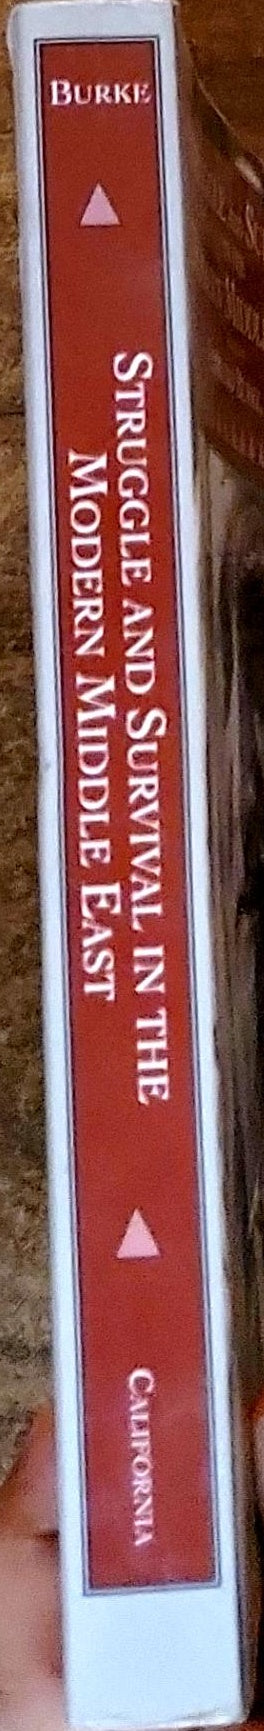 BURKE
STRUGGLE AND SURVIVAL IN THE
MODERN MIDDLE EAST
CALIFORNIA